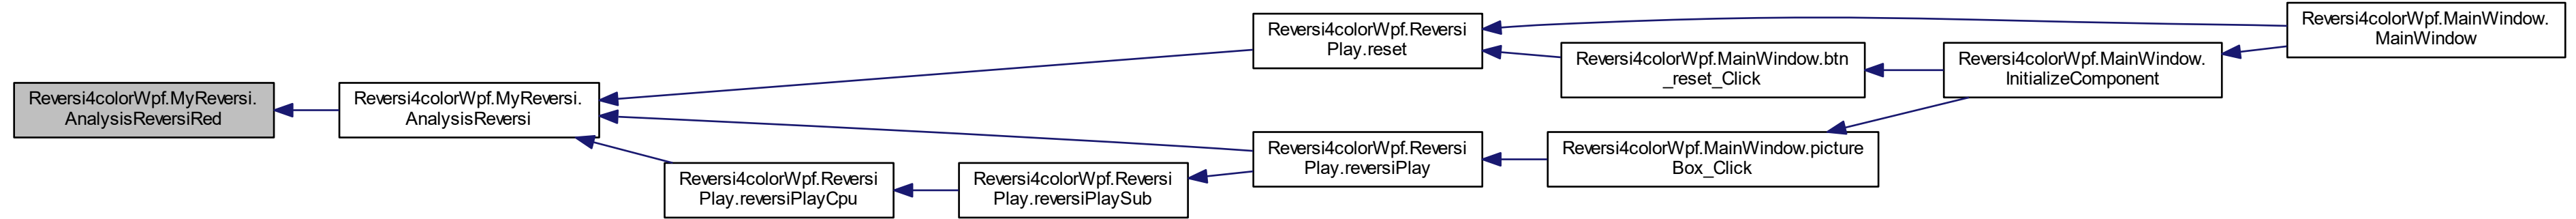 Reversi4colorWpf.MyReversi.
AnalysisReversiRed
Reversi4colorWpf.MyReversi.
AnalysisReversi
Reversi4colorWpf.Reversi
Play.reset
Reversi4colorWpf.MainWindow.
MainWindow
Reversi4colorWpf.MainWindow.btn
_reset_Click
Reversi4colorWpf.MainWindow.
InitializeComponent
Reversi4colorWpf.Reversi
Play.reversiPlay
Reversi4colorWpf.MainWindow.picture
Box_Click
Reversi4colorWpf.Reversi
Play.reversiPlayCpu
Reversi4colorWpf.Reversi
Play.reversiPlaySub